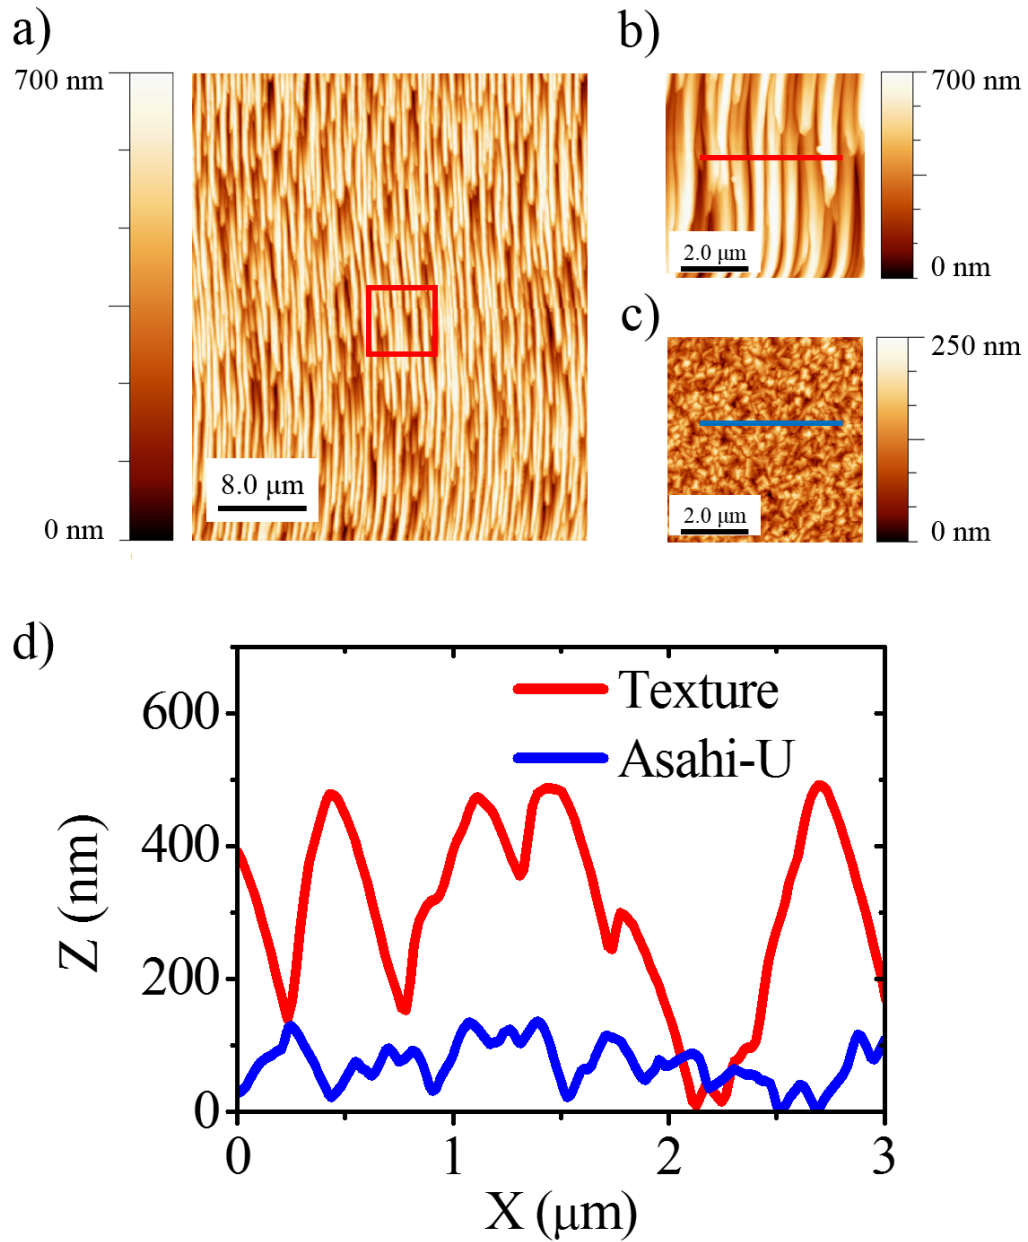 a)
700 nm
0 nm
8.0 μm
b)
700 nm
0 nm
2.0 μm
c)
250 nm
0 nm
2.0 μm
d)
Z (nm)
600
400
200
0
Texture
Asahi-U
0 1 2 3
X (μm)